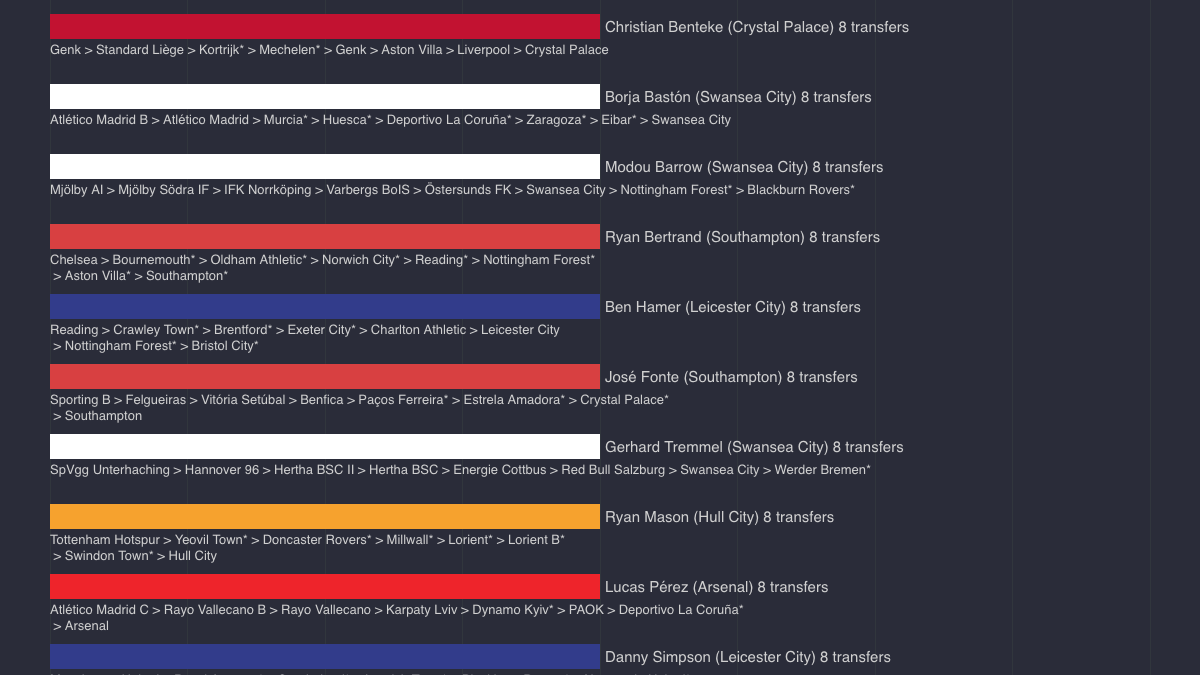 Christian Benteke (Crystal Palace) 8 transfers
Genk > Standard Liège > Kortrijk* > Mechelen* > Genk > Aston Villa > Liverpool > Crystal Palace
Borja Bastón (Swansea City) 8 transfers
Atlético Madrid B > Atlético Madrid > Murcia* > Huesca* > Deportivo La Coruña* > Zaragoza* > Eibar* > Swansea City
Modou Barrow (Swansea City) 8 transfers
Mjölby AI > Mjölby Södra IF > IFK Norrköping > Varbergs BoIS > Östersunds FK > Swansea City > Nottingham Forest* > Blackburn Rovers*
Ryan Bertrand (Southampton) 8 transfers
Chelsea > Bournemouth* > Oldham Athletic* > Norwich City* > Reading* > Nottingham Forest*
> Aston Villa* > Southampton*
Ben Hamer (Leicester City) 8 transfers
Reading > Crawley Town* > Brentford* > Exeter City* > Charlton Athletic > Leicester City
> Nottingham Forest* > Bristol City*
José Fonte (Southampton) 8 transfers
Sporting B > Felgueiras > Vitória Setúbal > Benfica > Paços Ferreira* > Estrela Amadora* > Crystal Palace*
> Southampton
Gerhard Tremmel (Swansea City) 8 transfers
SpVgg Unterhaching > Hannover 96 > Hertha BSC II > Hertha BSC > Energie Cottbus > Red Bull Salzburg > Swansea City > Werder Bremen*
Ryan Mason (Hull City) 8 transfers
Tottenham Hotspur > Yeovil Town* > Doncaster Rovers* > Millwall* > Lorient* > Lorient B*
> Swindon Town* > Hull City
Lucas Pérez (Arsenal) 8 transfers
Atlético Madrid C > Rayo Vallecano B > Rayo Vallecano > Karpaty Lviv > Dynamo Kyiv* > PAOK > Deportivo La Coruña*
> Arsenal
Danny Simpson (Leicester City) 8 transfers